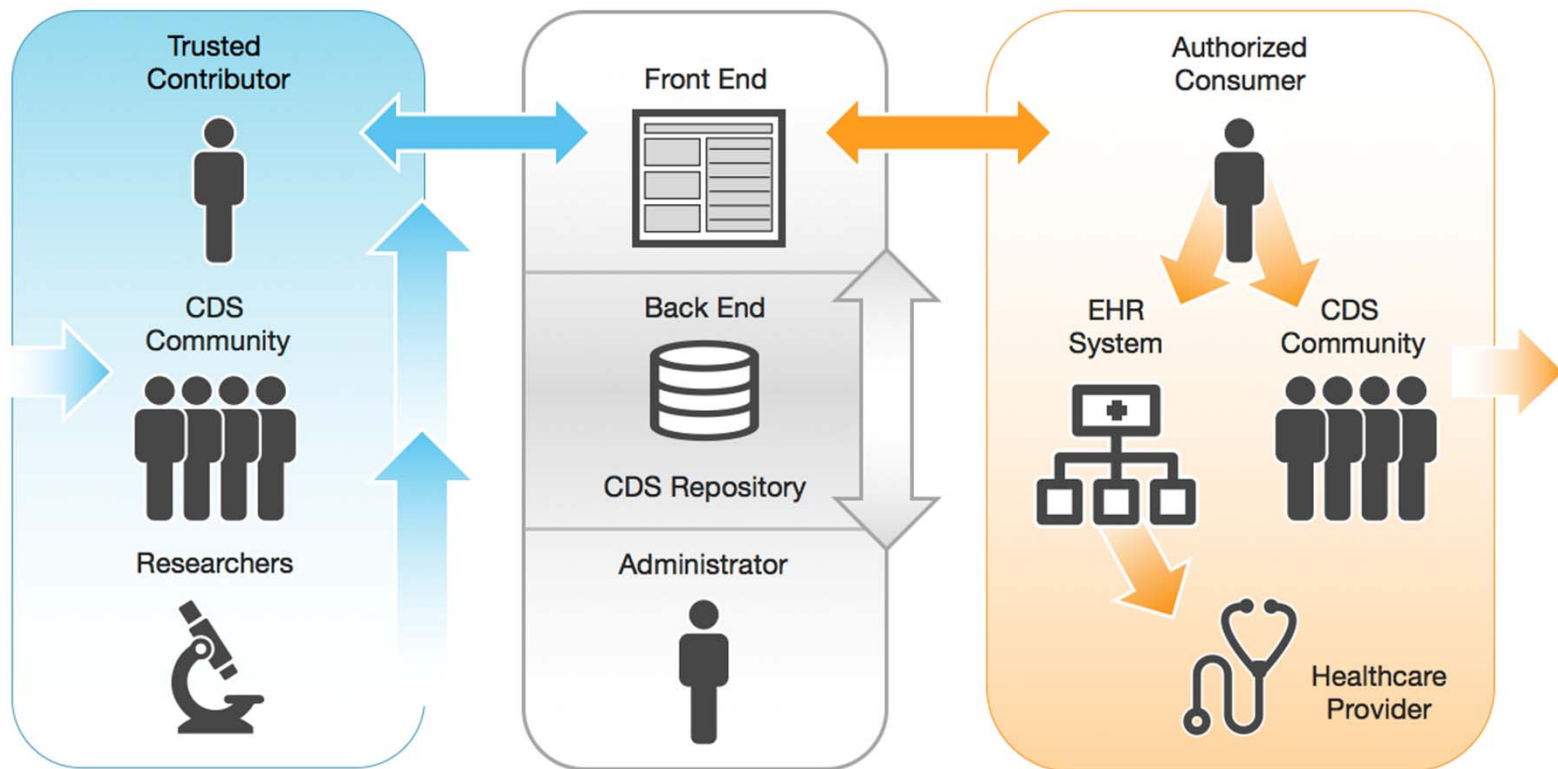 Trusted
Contributor
CDS
Community
Researchers
Front End
Back End
CDS Repository
Administrator
Authorized
Consumer
EHR
System
CDS
Community
Healthcare
Provider